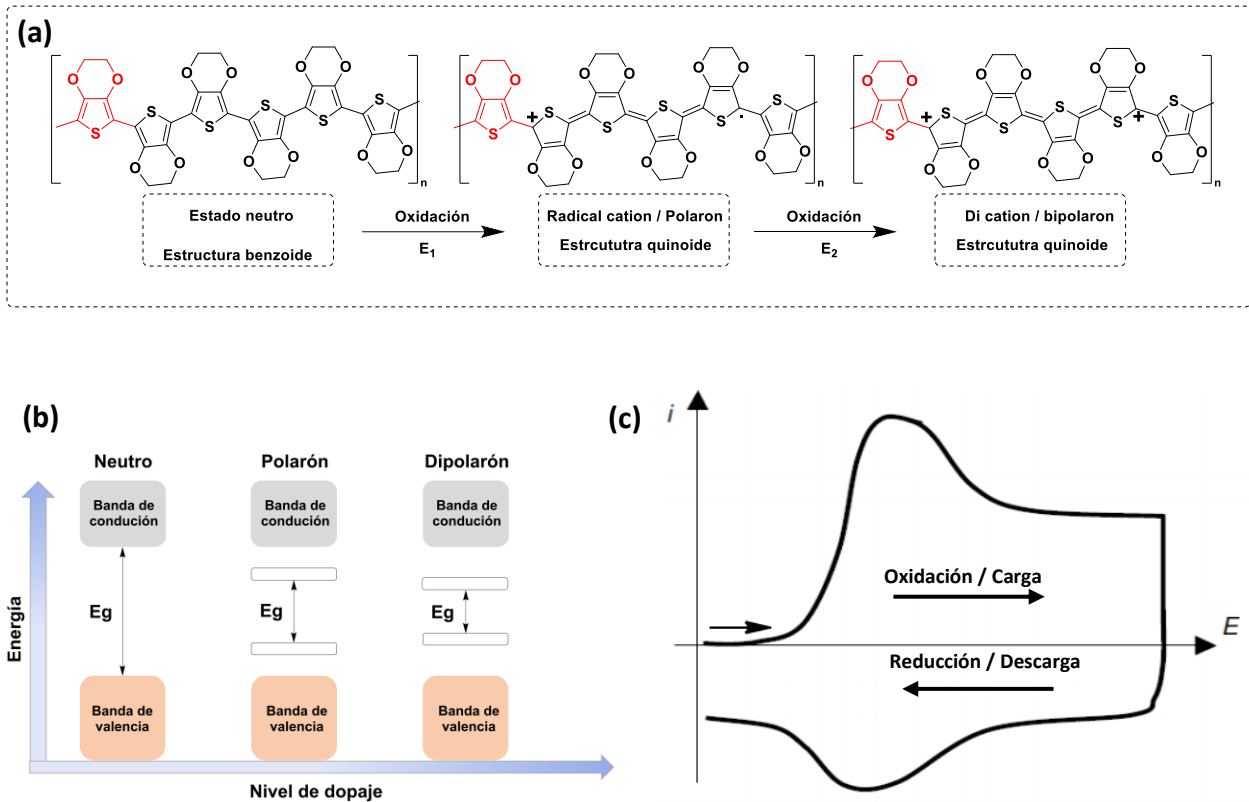 (a)
O O S S O O S S O O S S
O O O O O O
n
O O S S O O S S O O S S
+ ·
O O O O O O
n
O O S S O O S S O O S S
+ +
O O O O O O
n
Estado neutro
Estructura benzoide
Oxidación
E1
Radical cation / Polaron
Estrcututra quinoide
Oxidación
E2
Di cation / bipolaron
Estrcututra quinoide
(b)
Neutro
Polarón
Dipolarón
Banda de
condución
Banda de
condución
Banda de
condución
Eg
Eg
Eg
Banda de
valencia
Banda de
valencia
Banda de
valencia
Energía
Nivel de dopaje
(c)
i
Oxidación / Carga
E
Reducción / Descarga